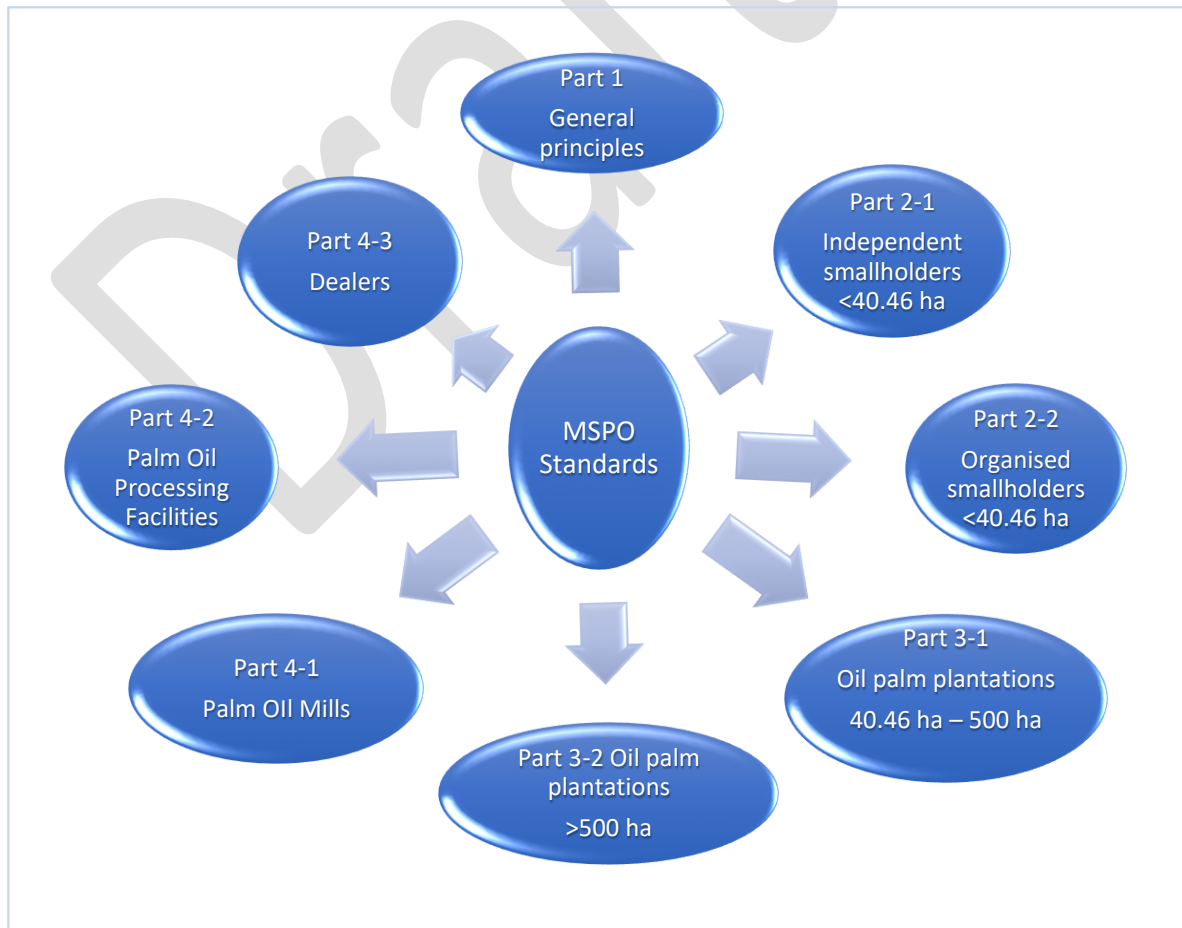 Part 1
General
principles
Part 2-1
Independent
smallholders
<40.46 ha
Part 2-2
Organised
smallholders
<40.46 ha
Part 3-1
Oil palm plantations
40.46 ha – 500 ha
Part 3-2 Oil palm
plantations
>500 ha
Part 4-1
Palm OIl Mills
Part 4-2
Palm Oil
Processing
Facilities
Part 4-3
Dealers
MSPO
Standards